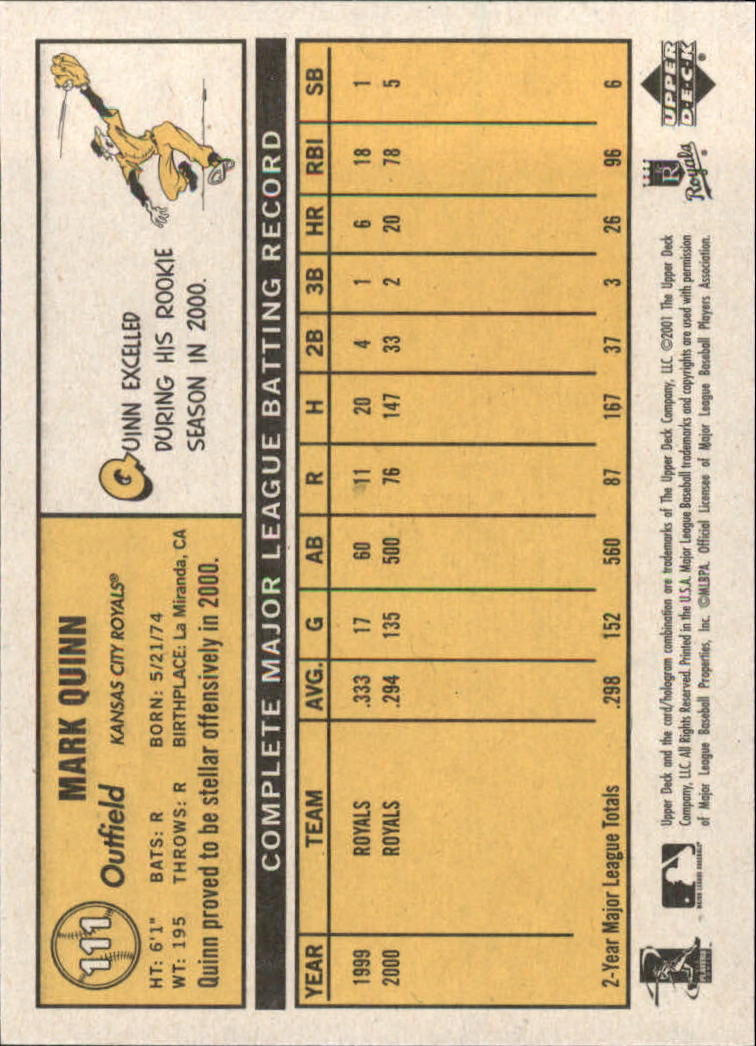 111
MARK QUINN
Outfield KANSAS CITY ROYALS®
HT: 6'1" BATS: R BORN: 5/21/74
WT: 195 THROWS: R BIRTHPLACE: La Miranda, CA
Quinn proved to be stellar offensively in 2000.
QUINN EXCELLED
DURING HIS ROOKIE
SEASON IN 2000.
COMPLETE MAJOR LEAGUE BATTING RECORD
YEAR TEAM AVG. G AB R H 2B 3B HR RBI SB
1999 ROYALS .333 17 60 11 20 4 1 6 18 1
2000 ROYALS .294 135 500 76 147 33 2 20 78 5
2-Year Major League Totals .298 152 560 87 167 37 3 26 96 6
PLAYERS
MAJOR LEAGUE BASEBALL
Upper Deck and the card/hologram combination are trademarks of The Upper Deck Company, LLC. ©2001 The Upper Deck
Company, LLC. All Rights Reserved. Printed in the U.S.A. Major League Baseball trademarks and copyrights are used with permission
of Major League Baseball Properties, Inc. ©MLBPA. Official Licensee of Major League Baseball Players Association.
R
Royals®
UPPER
DECK